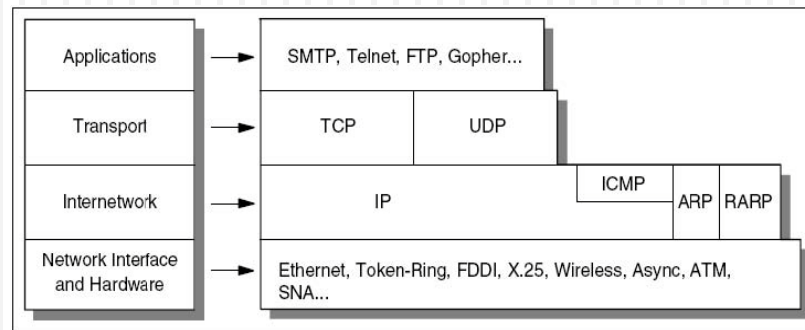 Applications
SMTP, Telnet, FTP, Gopher...
Transport
TCP
UDP
Internetwork
IP
ICMP
ARP
RARP
Network Interface
and Hardware
Ethernet, Token-Ring, FDDI, X.25, Wireless, Async, ATM,
SNA...